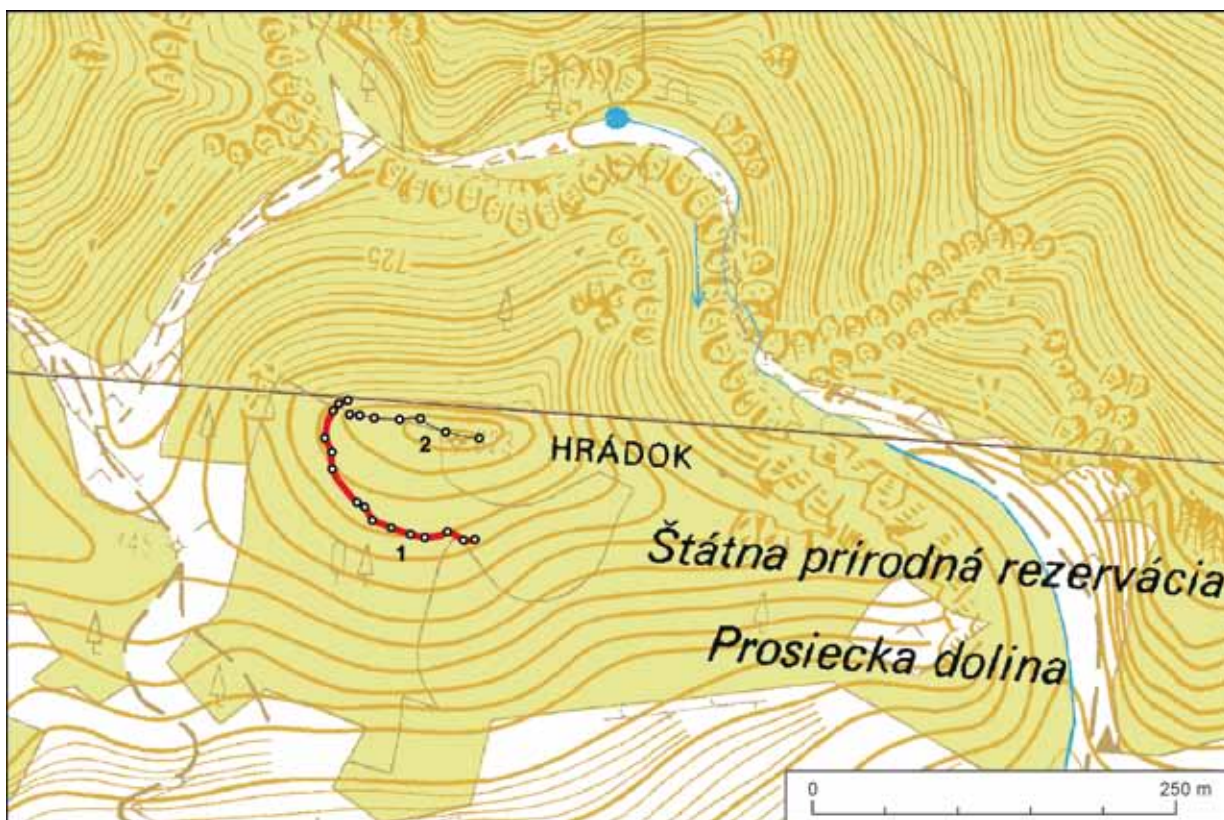 725
2
HRÁDOK
1
Štátna prírodná rezervácia
Prosiecka dolina
0 250 m